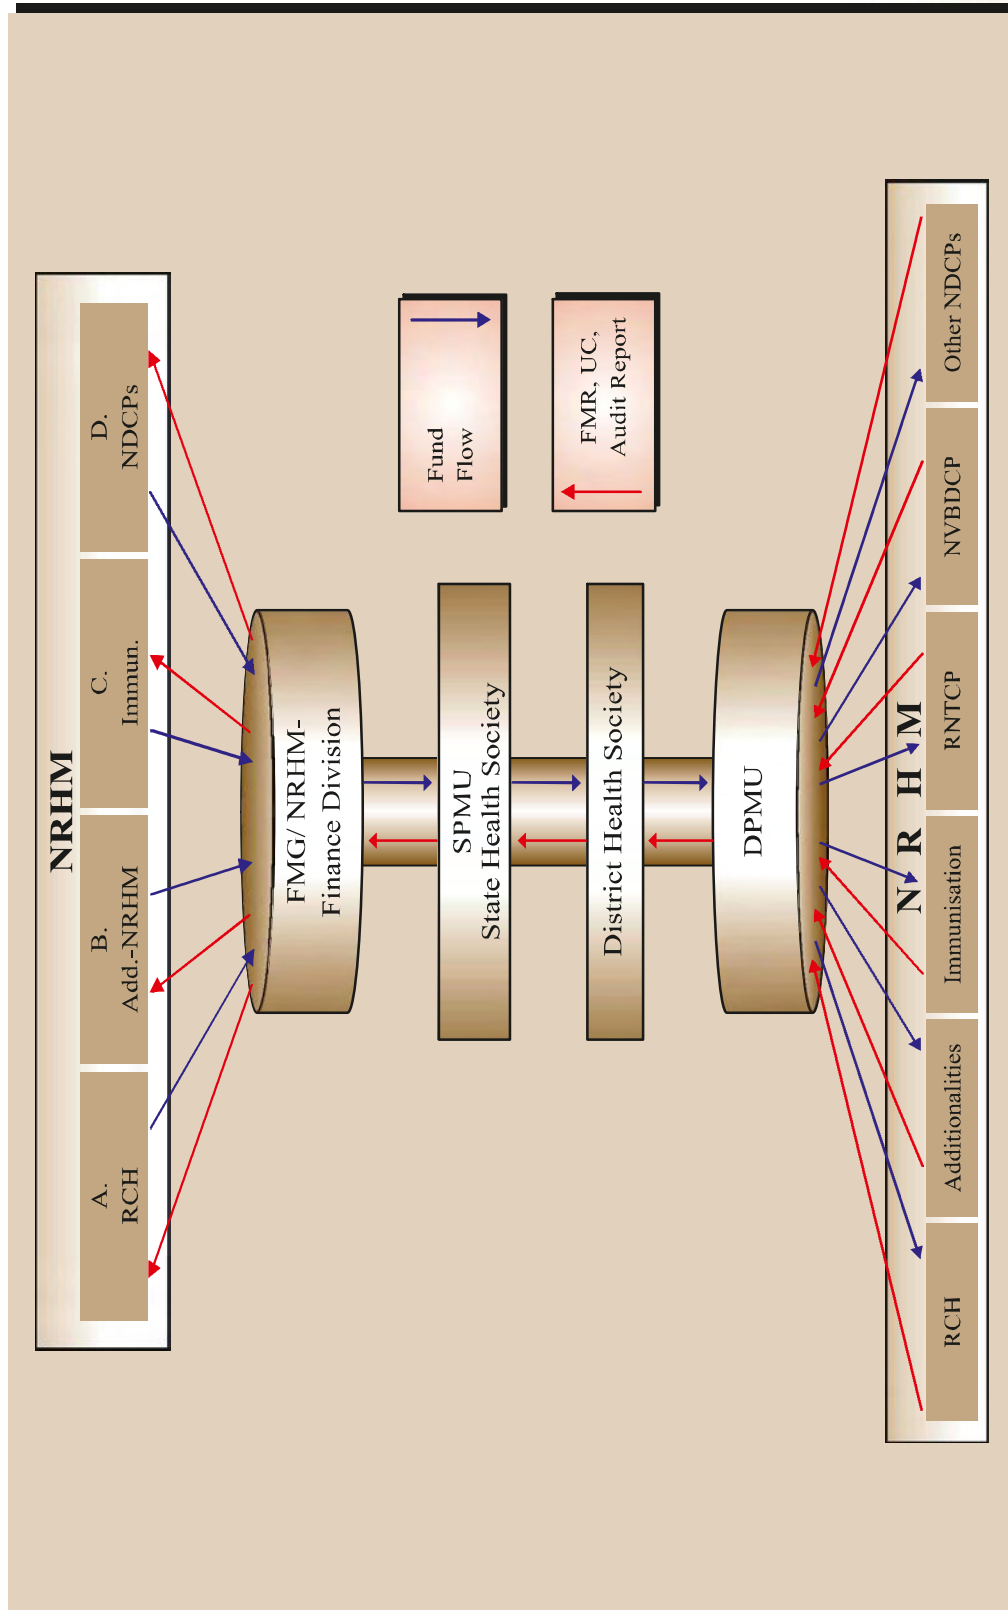 NRHM
A.
RCH
B.
Add.-NRHM
C.
Immun.
D.
NDCPs
FMG/ NRHM-
Finance Division
SPMU
State Health Society
District Health Society
DPMU
Fund
Flow
FMR, UC,
Audit Report
N R H M
RCH
Additionalities
Immunisation
RNTCP
NVBDCP
Other NDCPs